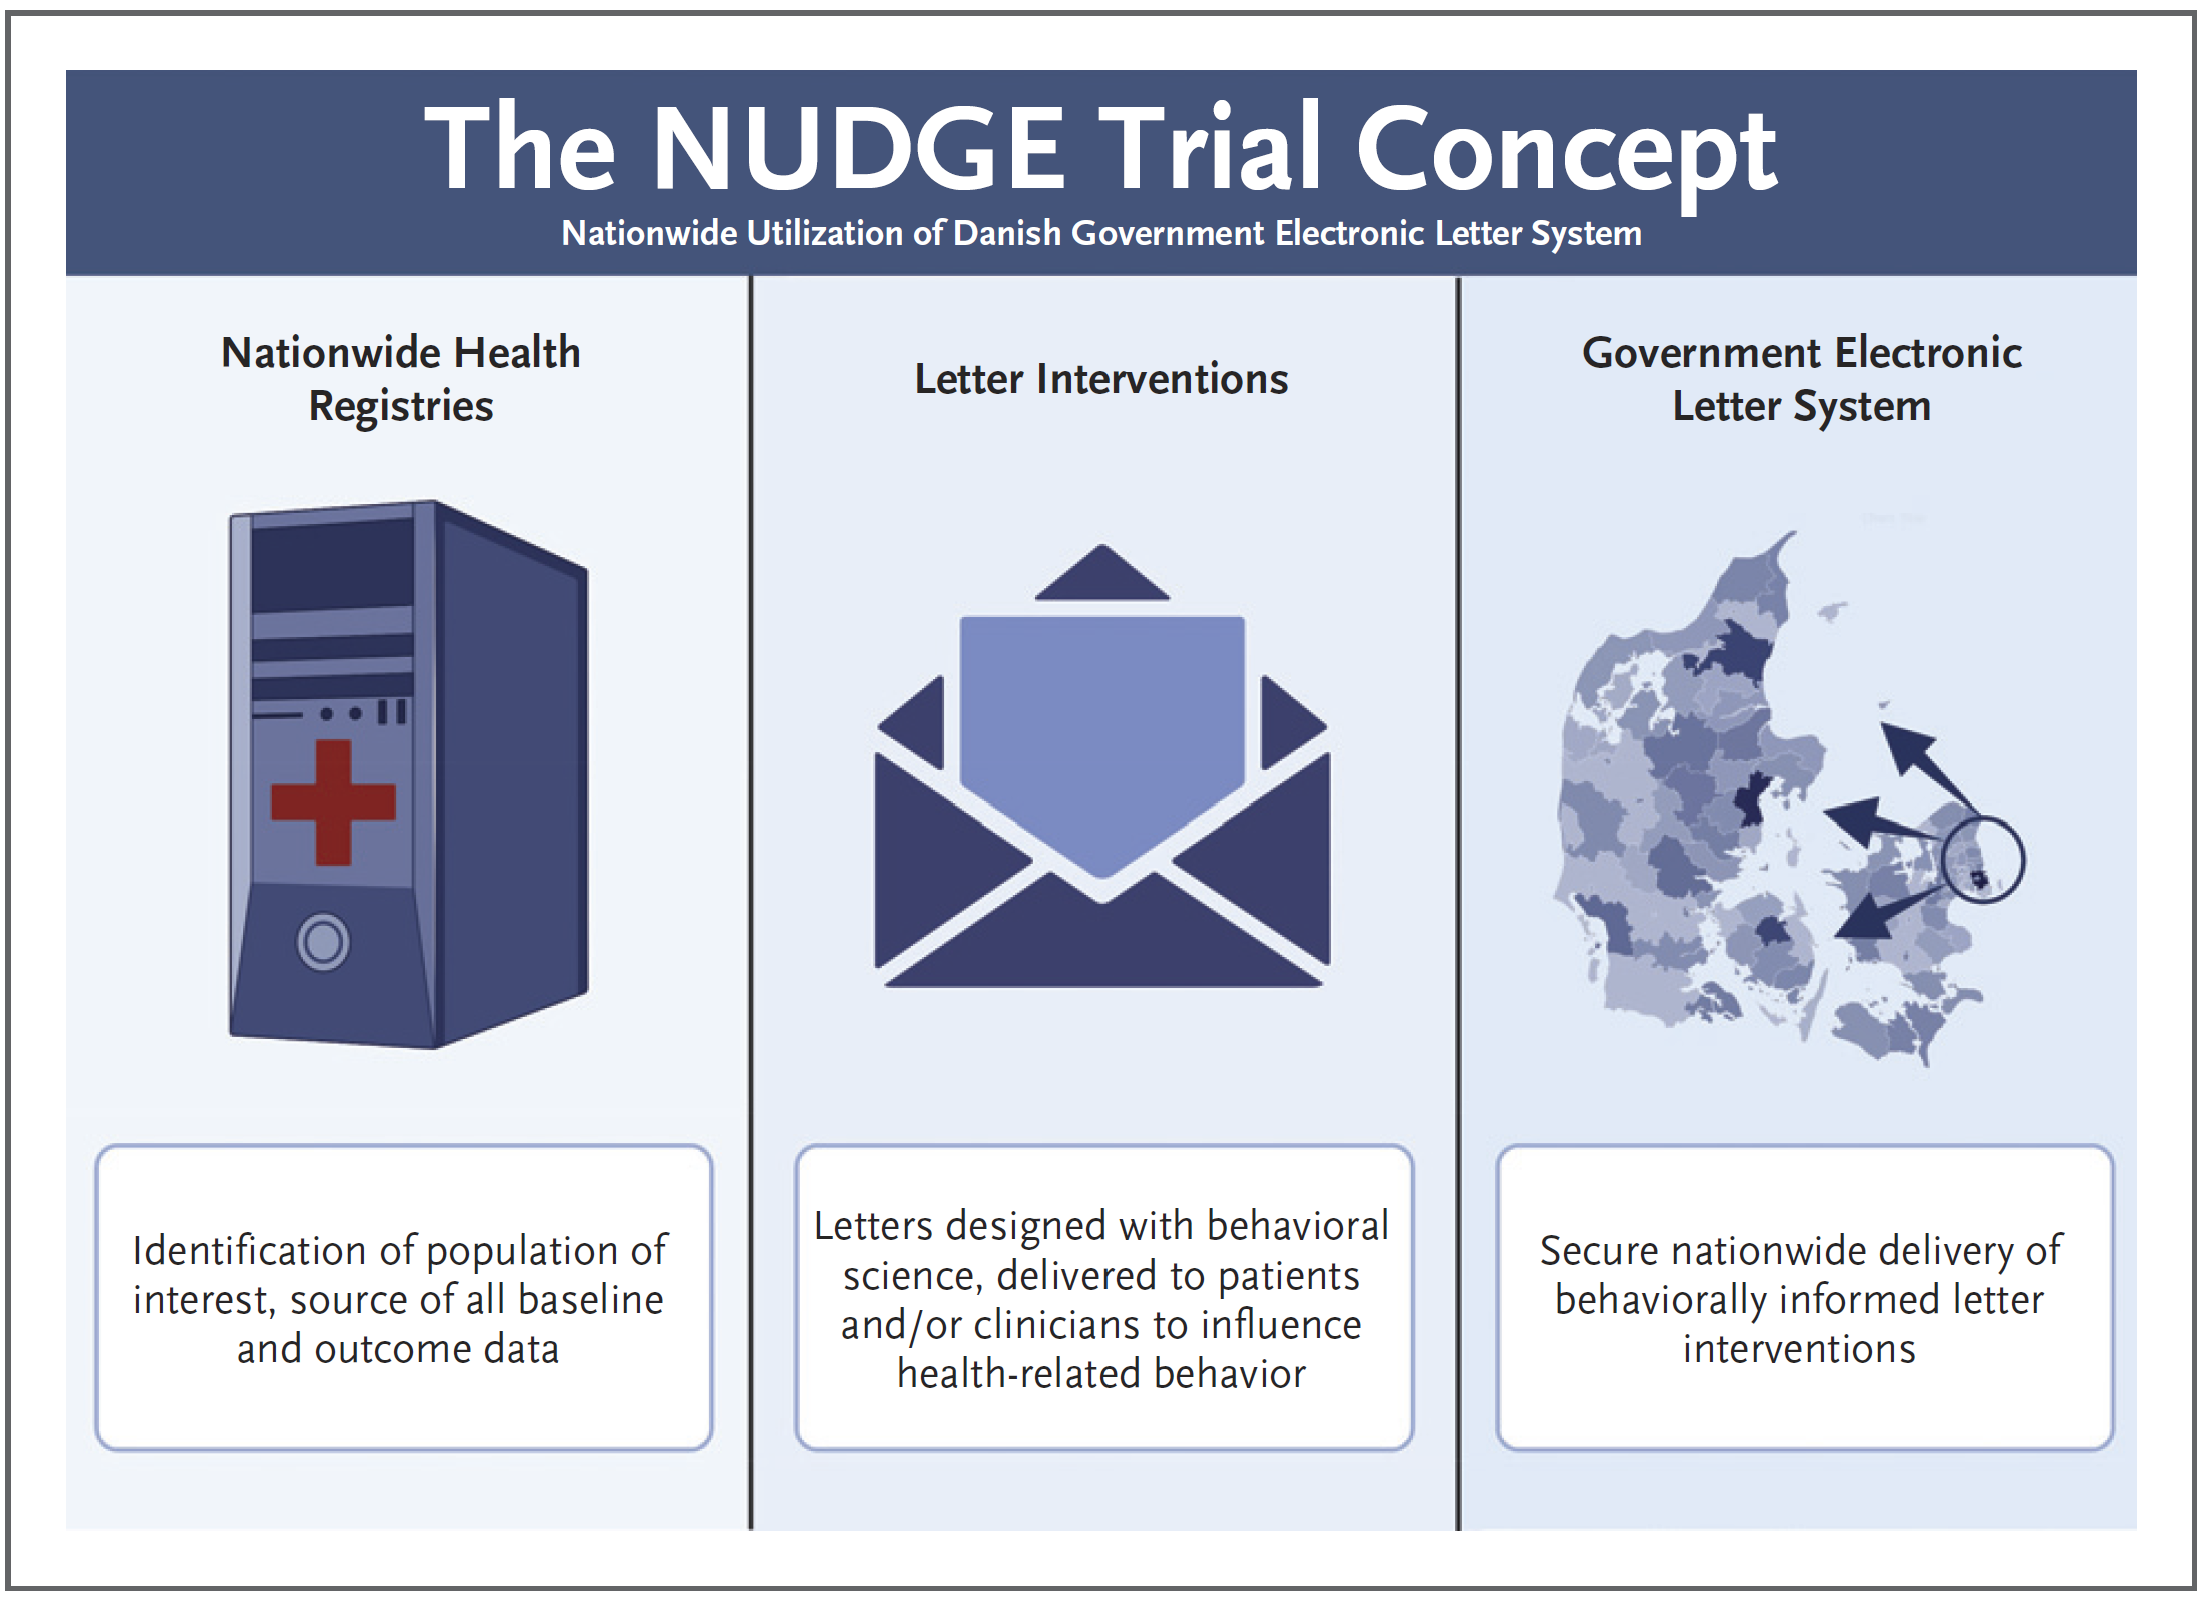 The NUDGE Trial Concept
Nationwide Utilization of Danish Government Electronic Letter System
Nationwide Health
Registries
Identification of population of
interest, source of all baseline
and outcome data
Letter Interventions
Letters designed with behavioral
science, delivered to patients
and/or clinicians to influence
health-related behavior
Government Electronic
Letter System
Secure nationwide delivery of
behaviorally informed letter
interventions